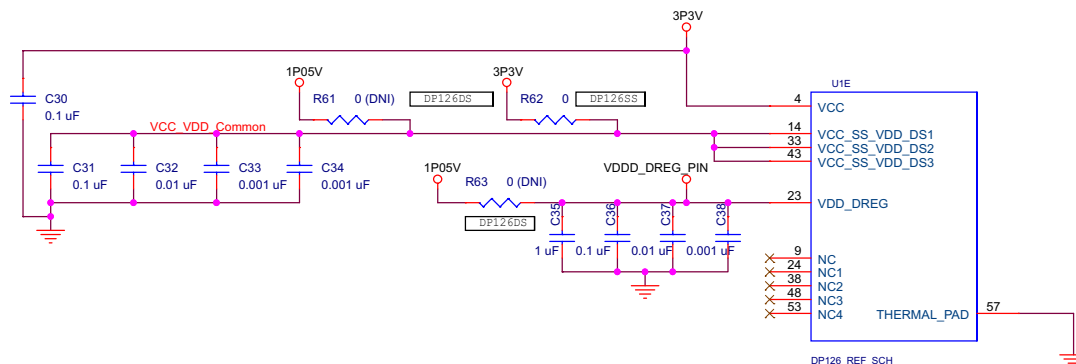 3P3V
1P05V
3P3V
U1E
C30
0.1 uF
R61
0 (DNI)
DP126DS
R62
0
DP126SS
4
VCC
VCC_VDD_Common
14
VCC_SS_VDD_DS1
33
VCC_SS_VDD_DS2
43
VCC_SS_VDD_DS3
C31
0.1 uF
C32
0.01 uF
C33
0.001 uF
C34
0.001 uF
1P05V
R63
0 (DNI)
DP126DS
VDDD_DREG_PIN
23
VDD_DREG
C35
1 uF
C36
0.1 uF
C37
0.01 uF
C38
0.001 uF
9
NC
24
NC1
38
NC2
48
NC3
53
NC4
THERMAL_PAD
57
DP126_REF_SCH